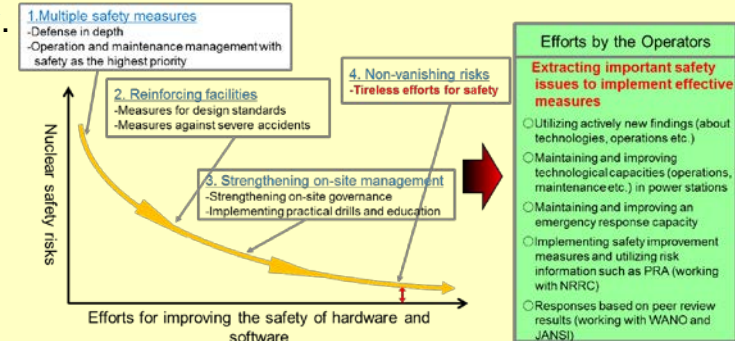 1.Multiple safety measures
-Defense in depth
-Operation and maintenance management with
safety as the highest priority
2. Reinforcing facilities
-Measures for design standards
-Measures against severe accidents
3. Strengthening on-site management
-Strengthening on-site governance
-Implementing practical drills and education
4. Non-vanishing risks
-Tireless efforts for safety
Nuclear safety
risks
Efforts for improving the safety of hardware and
software
Efforts by the Operators
Extracting important safety
issues to implement effective
measures
○Utilizing actively new findings (about
technologies, operations etc.)
○Maintaining and improving
technological capacities (operations,
maintenance etc.) in power stations
○Maintaining and improving an
emergency response capacity
○Implementing safety improvement
measures and utilizing risk
information such as PRA (working
with NRRC)
○Responses based on peer review
results (working with WANO and
JANSI)